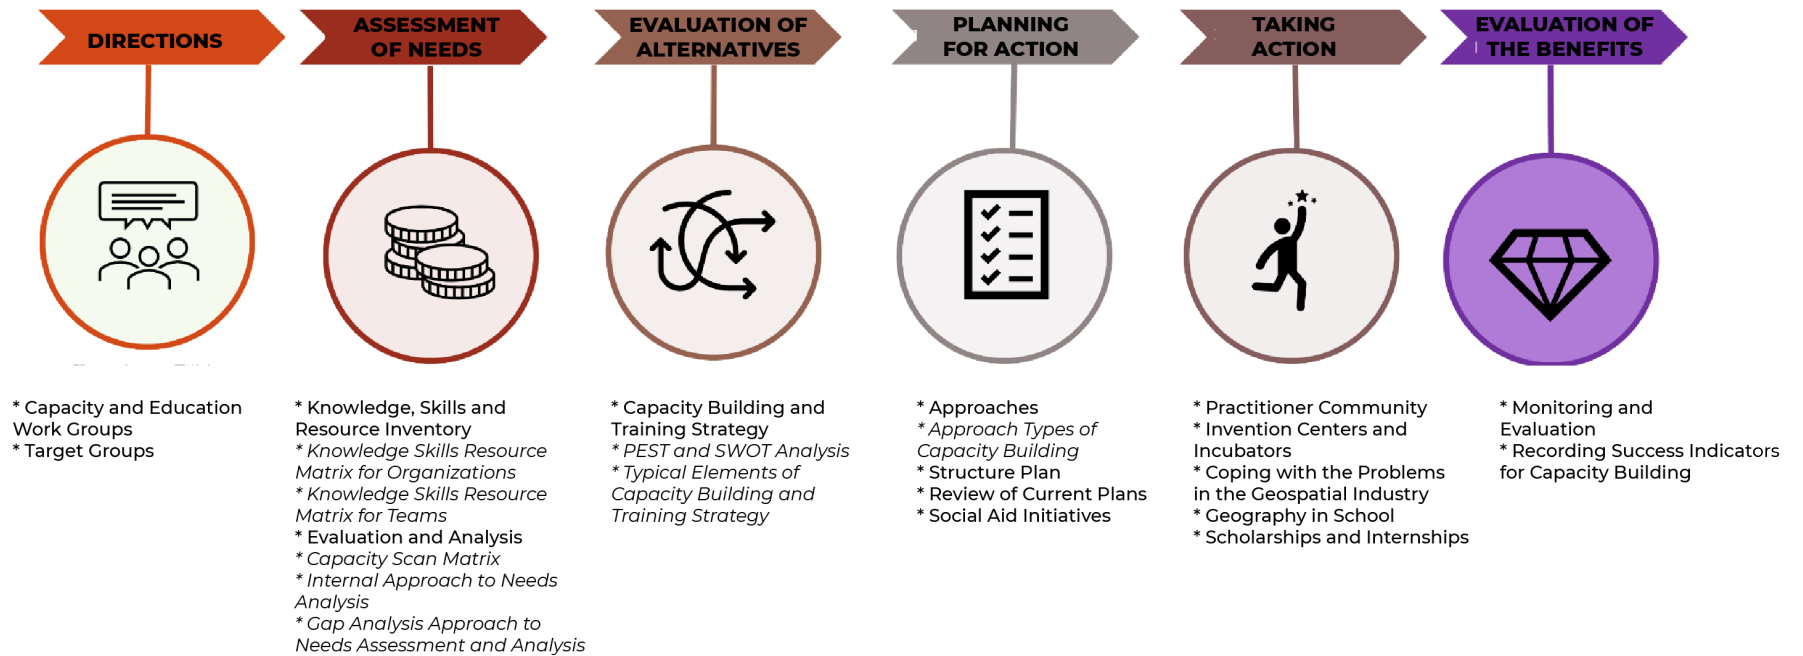 DIRECTIONS
ASSESSMENT
OF NEEDS
EVALUATION OF
ALTERNATIVES
PLANNING
FOR ACTION
TAKING
ACTION
EVALUATION OF
THE BENEFITS
* Capacity and Education
Work Groups
* Target Groups
* Knowledge, Skills and
Resource Inventory
* Knowledge Skills Resource
Matrix for Organizations
* Knowledge Skills Resource
Matrix for Teams
* Evaluation and Analysis
* Capacity Scan Matrix
* Internal Approach to Needs
Analysis
* Gap Analysis Approach to
Needs Assessment and Analysis
* Capacity Building and
Training Strategy
* PEST and SWOT Analysis
* Typical Elements of
Capacity Building and
Training Strategy
* Approaches
* Approach Types of
Capacity Building
* Structure Plan
* Review of Current Plans
* Social Aid Initiatives
* Practitioner Community
* Invention Centers and
Incubators
* Coping with the Problems
in the Geospatial Industry
* Geography in School
* Scholarships and Internships
* Monitoring and
Evaluation
* Recording Success Indicators
for Capacity Building